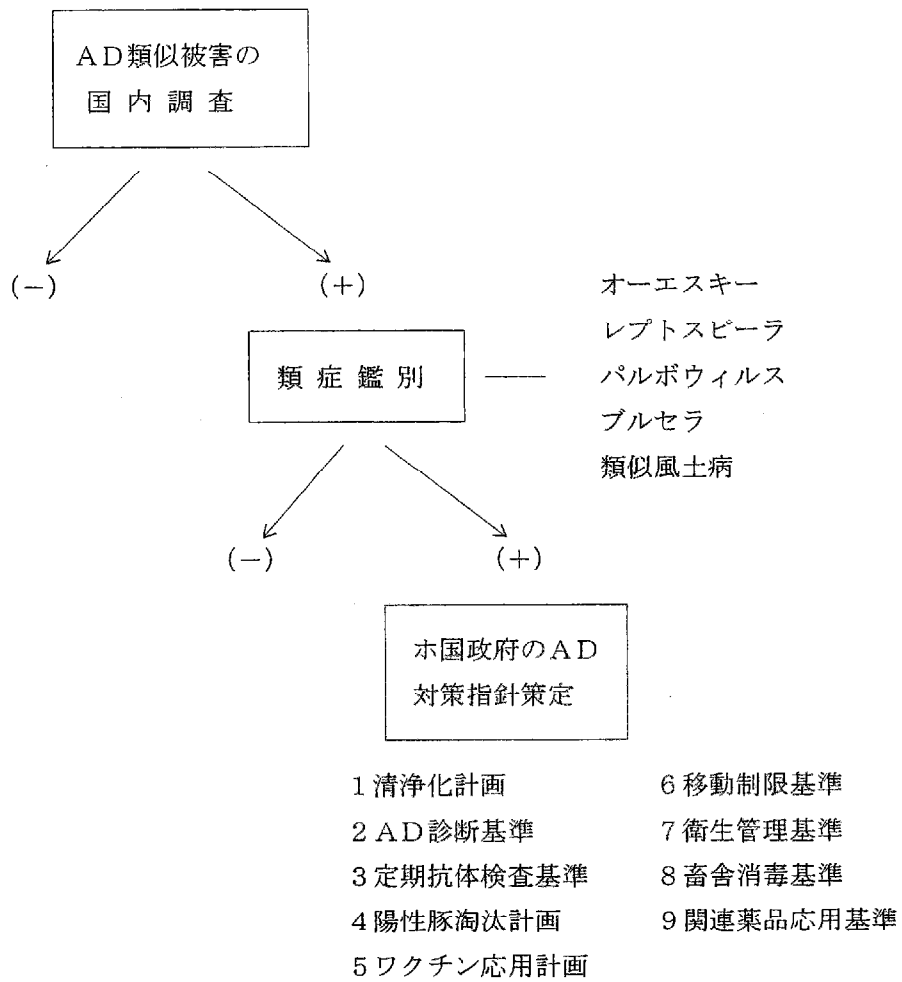 AD類似被害の
国内調査
(−)
(+)
オーエスキー
レプトスピーラ
類症鑑別
パルボウィルス
ブルセラ
類似風土病
(−)
(+)
ホ国政府のAD
対策指針策定
1清浄化計画
2AD診断基準
3定期抗体検査基準
4陽性豚淘汰計画
5ワクチン応用計画
6移動制限基準
7衛生管理基準
8畜舎消毒基準
9関連薬品応用基準